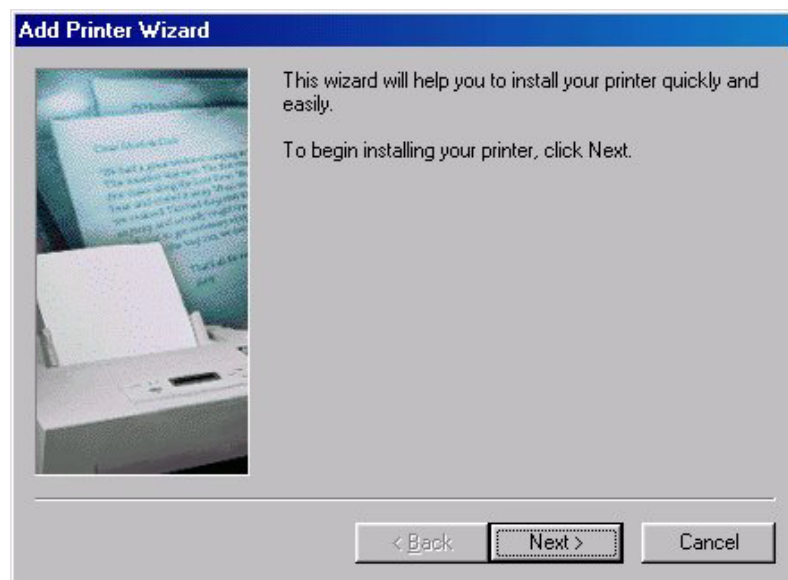 Add Printer Wizard
This wizard will help you to install your printer quickly and
easily.
To begin installing your printer, click Next.
< Back
Next >
Cancel